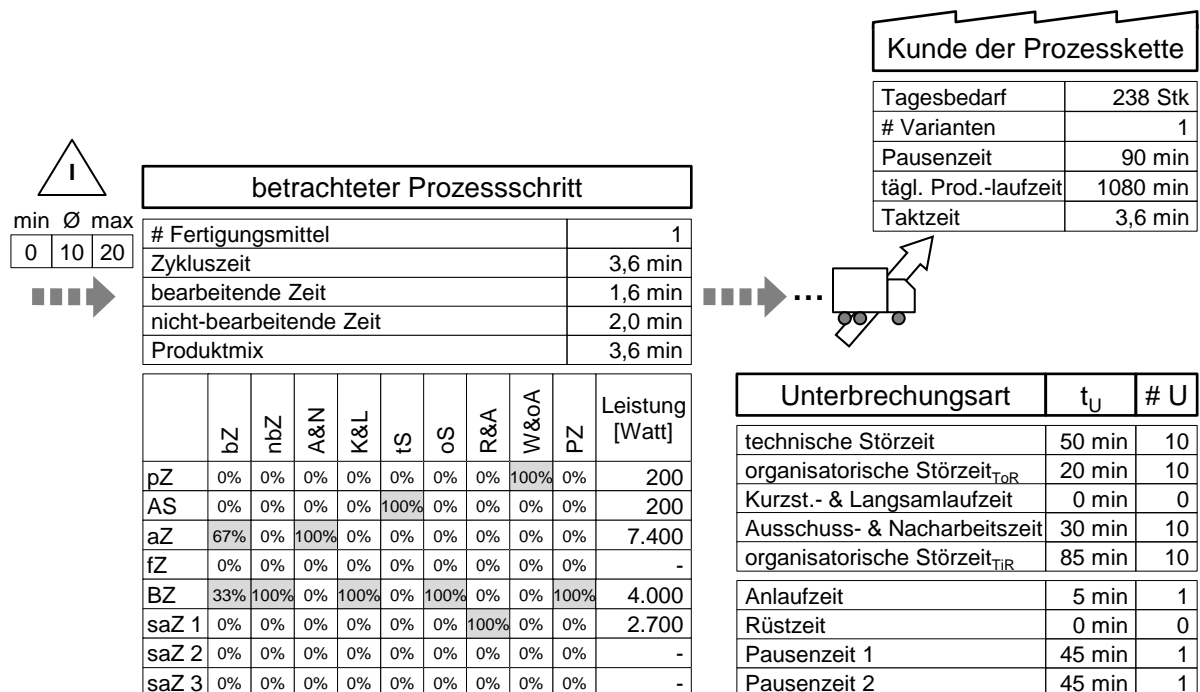 Kunde der Prozesskette
Tagesbedarf 238 Stk
# Varianten 1
Pausenzeit 90 min
tägl. Prod.-laufzeit 1080 min
Taktzeit 3,6 min
I
min Ø max
0 10 20
betrachteter Prozessschritt
# Fertigungsmittel 1
Zykluszeit 3,6 min
bearbeitende Zeit 1,6 min
nicht-bearbeitende Zeit 2,0 min
Produktmix 3,6 min
...
bZ nbZ A&N K&L tS oS R&A W&oA PZ Leistung [Watt]
pZ 0% 0% 0% 0% 0% 0% 0% 100% 0% 200
AS 0% 0% 0% 0% 100% 0% 0% 0% 0% 200
aZ 67% 0% 100% 0% 0% 0% 0% 0% 0% 7.400
fZ 0% 0% 0% 0% 0% 0% 0% 0% 0% -
BZ 33% 100% 0% 100% 0% 100% 0% 0% 100% 4.000
saZ 1 0% 0% 0% 0% 0% 0% 100% 0% 0% 2.700
saZ 2 0% 0% 0% 0% 0% 0% 0% 0% 0% -
saZ 3 0% 0% 0% 0% 0% 0% 0% 0% 0% -
Unterbrechungsart tU # U
technische Störzeit 50 min 10
organisatorische StörzeitToR 20 min 10
Kurzst.- & Langsamlaufzeit 0 min 0
Ausschuss- & Nacharbeitszeit 30 min 10
organisatorische StörzeitTiR 85 min 10
Anlaufzeit 5 min 1
Rüstzeit 0 min 0
Pausenzeit 1 45 min 1
Pausenzeit 2 45 min 1